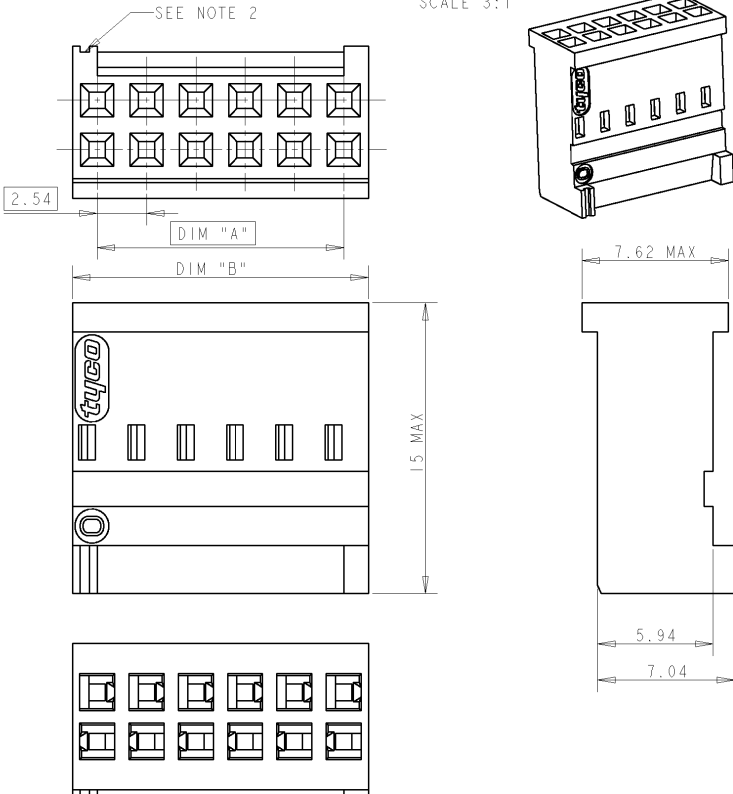 SEE NOTE 2
SCALE 3:1
tyco
2.54
DIM "A"
DIM "B"
7.62 MAX
tyco
15 MAX
5.94
7.04